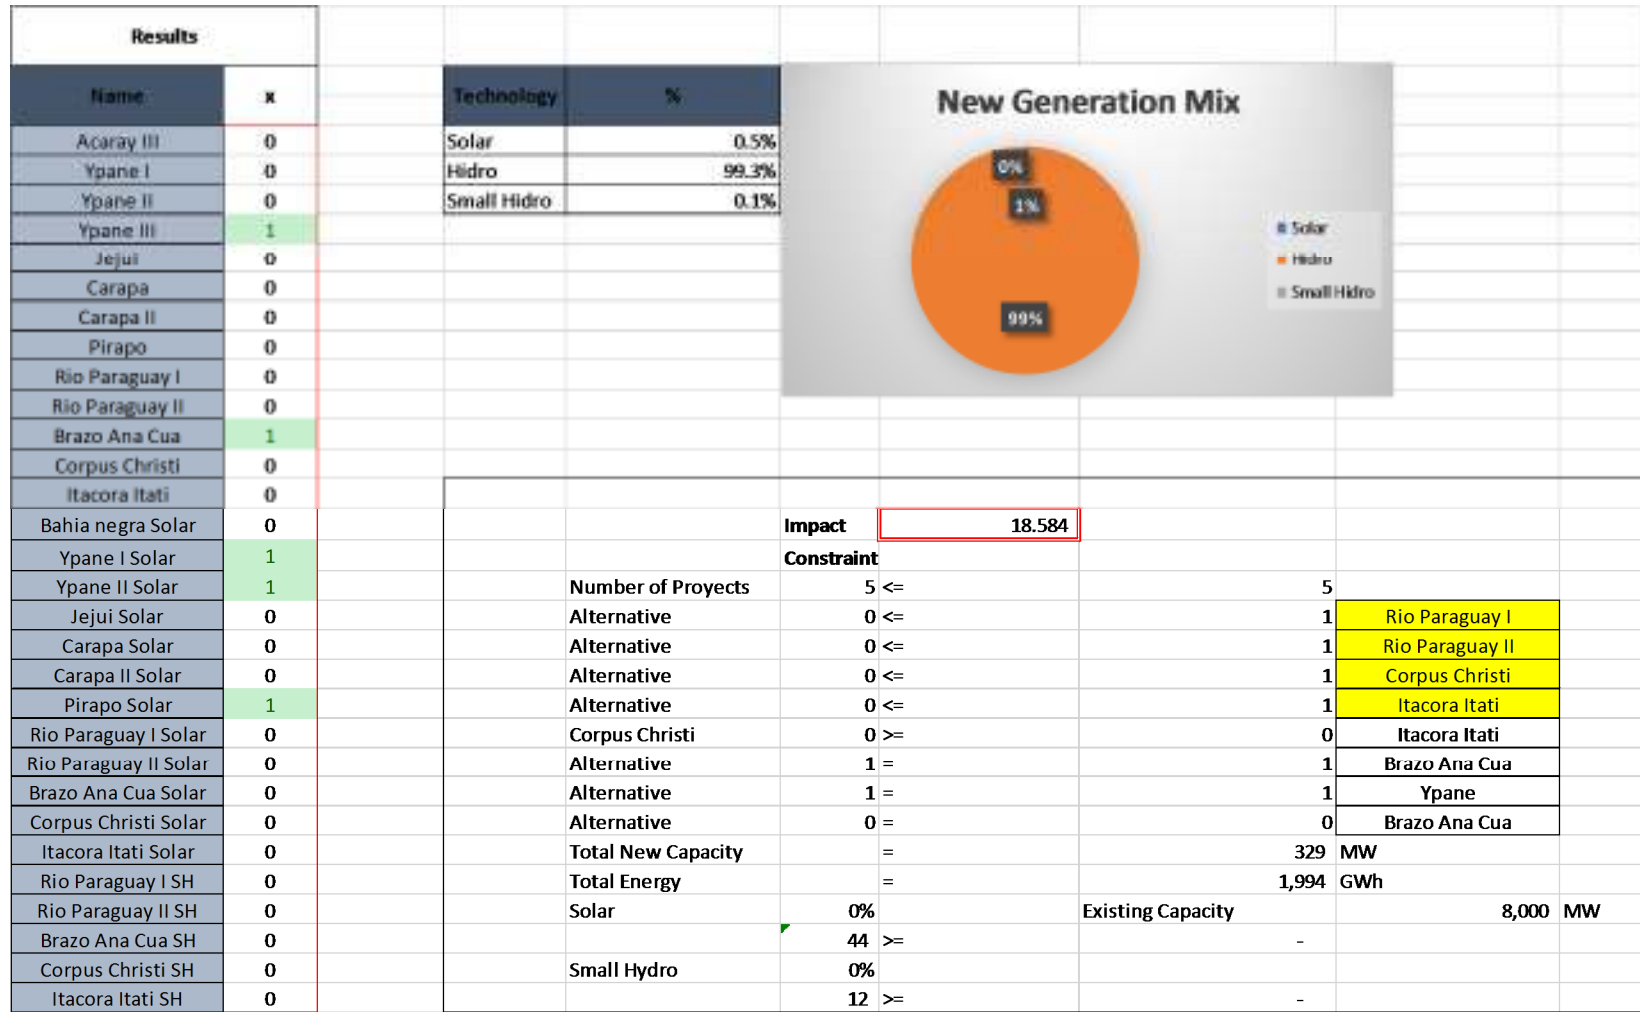 Results
Name x
Acaray III 0
Ypane I 0
Ypane II 0
Ypane III 1
Jejui 0
Carapa 0
Carapa II 0
Pirapo 0
Rio Paraguay I 0
Rio Paraguay II 0
Brazo Ana Cua 1
Corpus Christi 0
Itacora Itati 0
Bahia negra Solar 0
Ypane I Solar 1
Ypane II Solar 1
Jejui Solar 0
Carapa Solar 0
Carapa II Solar 0
Pirapo Solar 1
Rio Paraguay I Solar 0
Rio Paraguay II Solar 0
Brazo Ana Cua Solar 0
Corpus Christi Solar 0
Itacora Itati Solar 0
Rio Paraguay I SH 0
Rio Paraguay II SH 0
Brazo Ana Cua SH 0
Corpus Christi SH 0
Itacora Itati SH 0
Technology %
Solar 0.5%
Hidro 99.3%
Small Hidro 0.1%
New Generation Mix
0%
1%
99%
Solar
Hidro
Small Hidro
Impact 18.584
Constraint
Number of Proyects 5 <= 5
Alternative 0 <= 1 Rio Paraguay I
Alternative 0 <= 1 Rio Paraguay II
Alternative 0 <= 1 Corpus Christi
Alternative 0 <= 1 Itacora Itati
Corpus Christi 0 >= 0 Itacora Itati
Alternative 1 = 1 Brazo Ana Cua
Alternative 1 = 1 Ypane
Alternative 0 = 0 Brazo Ana Cua
Total New Capacity = 329 MW
Total Energy = 1,994 GWh
Solar 0% Existing Capacity 8,000 MW
44 >= -
Small Hydro 0%
12 >= -